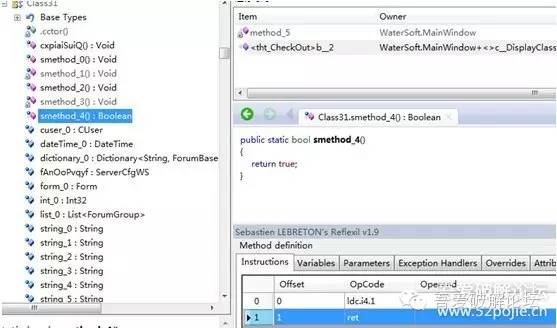 Class31
Base Types
.cctor()
cxpiaiSuiQ() : Void
smethod_0() : Void
smethod_1() : Void
smethod_2() : Void
smethod_3() : Void
smethod_4() : Boolean
cuser_0 : CUser
dateTime_0 : DateTime
dictionary_0 : Dictionary<String, ForumBase
fAnOoPvqyf : ServerCfgWS
form_0 : Form
int_0 : Int32
list_0 : List<ForumGroup>
string_0 : String
string_1 : String
string_2 : String
string_3 : String
string_4 : String
string_5 : String
Item Owner
method_5 WaterSoft.MainWindow
<tht_CheckOut>b__2 WaterSoft.MainWindow+<>c__DisplayClass
Class31.smethod_4() : Boolean
public static bool smethod_4()
{
return true;
}
Sebastien LEBRETON's Reflexil v1.9
Method definition
Instructions Variables Parameters Exception Handlers Overrides Attrib
Offset OpCode Operand
0 0 ldc.i4.1
1 1 ret
吾爱破解论坛
www.52pojie.cn